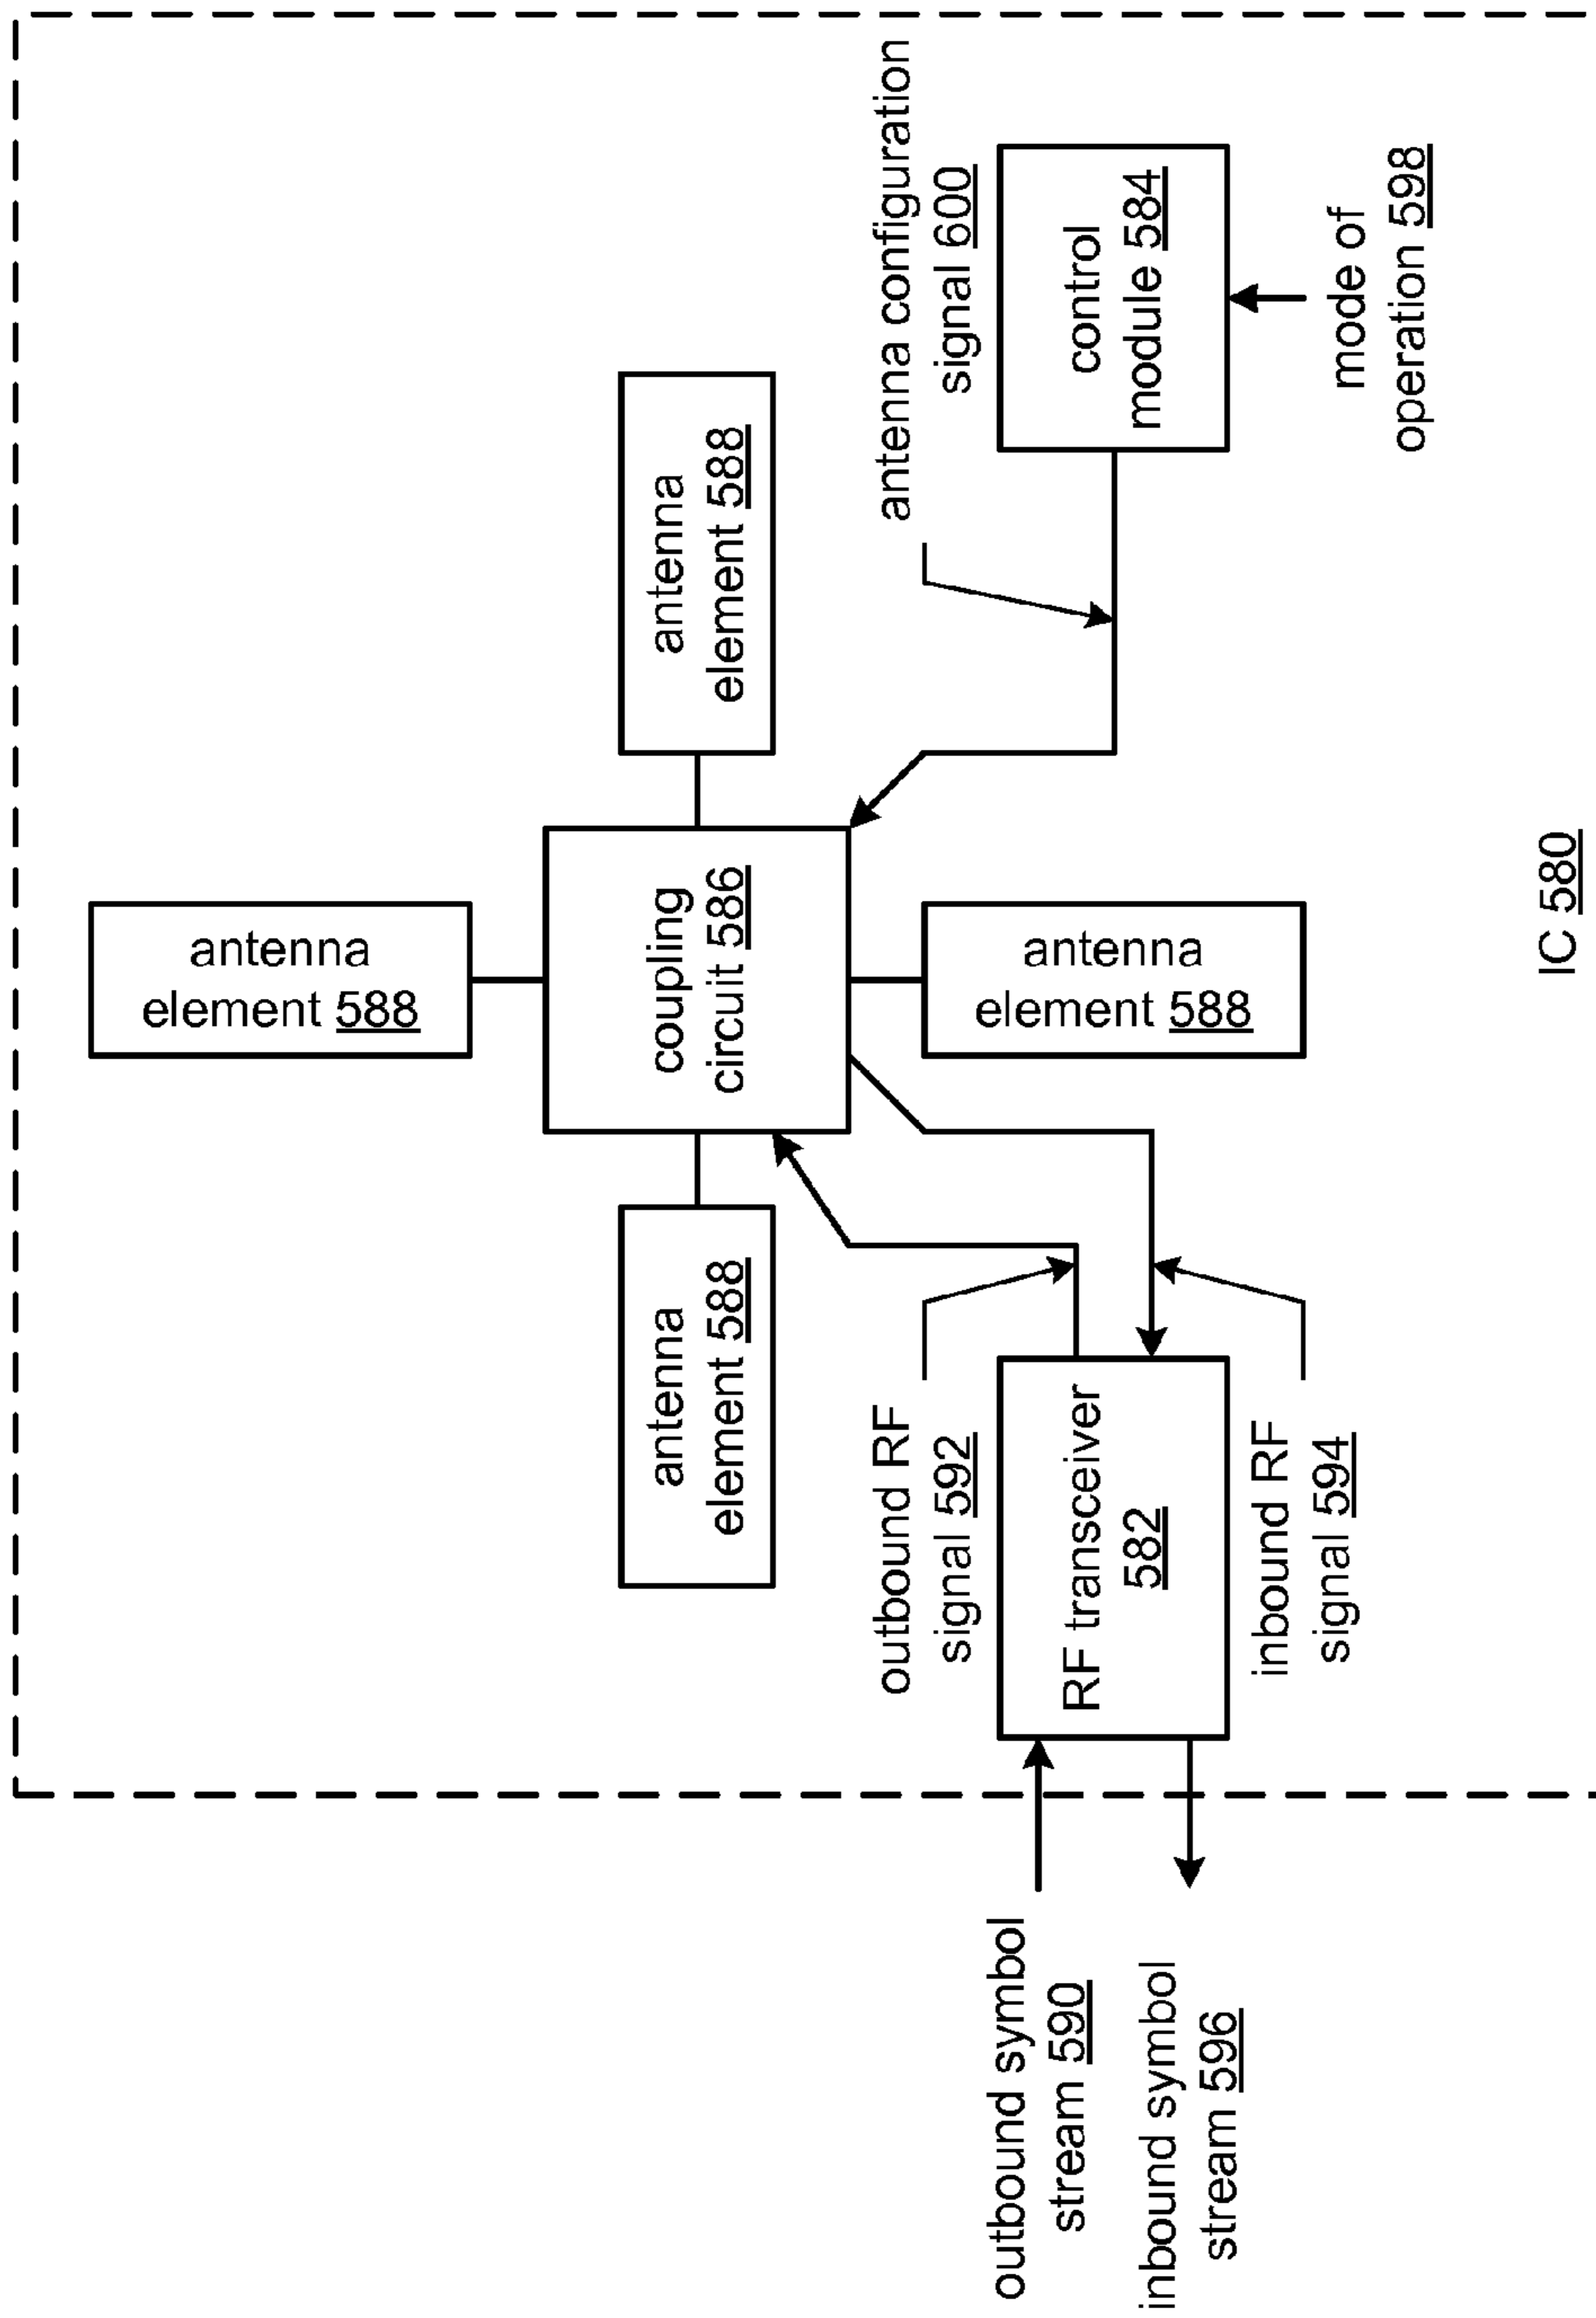 antenna
element 588
antenna
element 588
coupling
circuit 586
antenna
element 588
antenna
element 588
outbound RF
signal 592
antenna configuration
signal 600
outbound symbol
stream 590
inbound symbol
stream 596
RF transceiver
582
control
module 584
inbound RF
signal 594
mode of
operation 598
IC 580